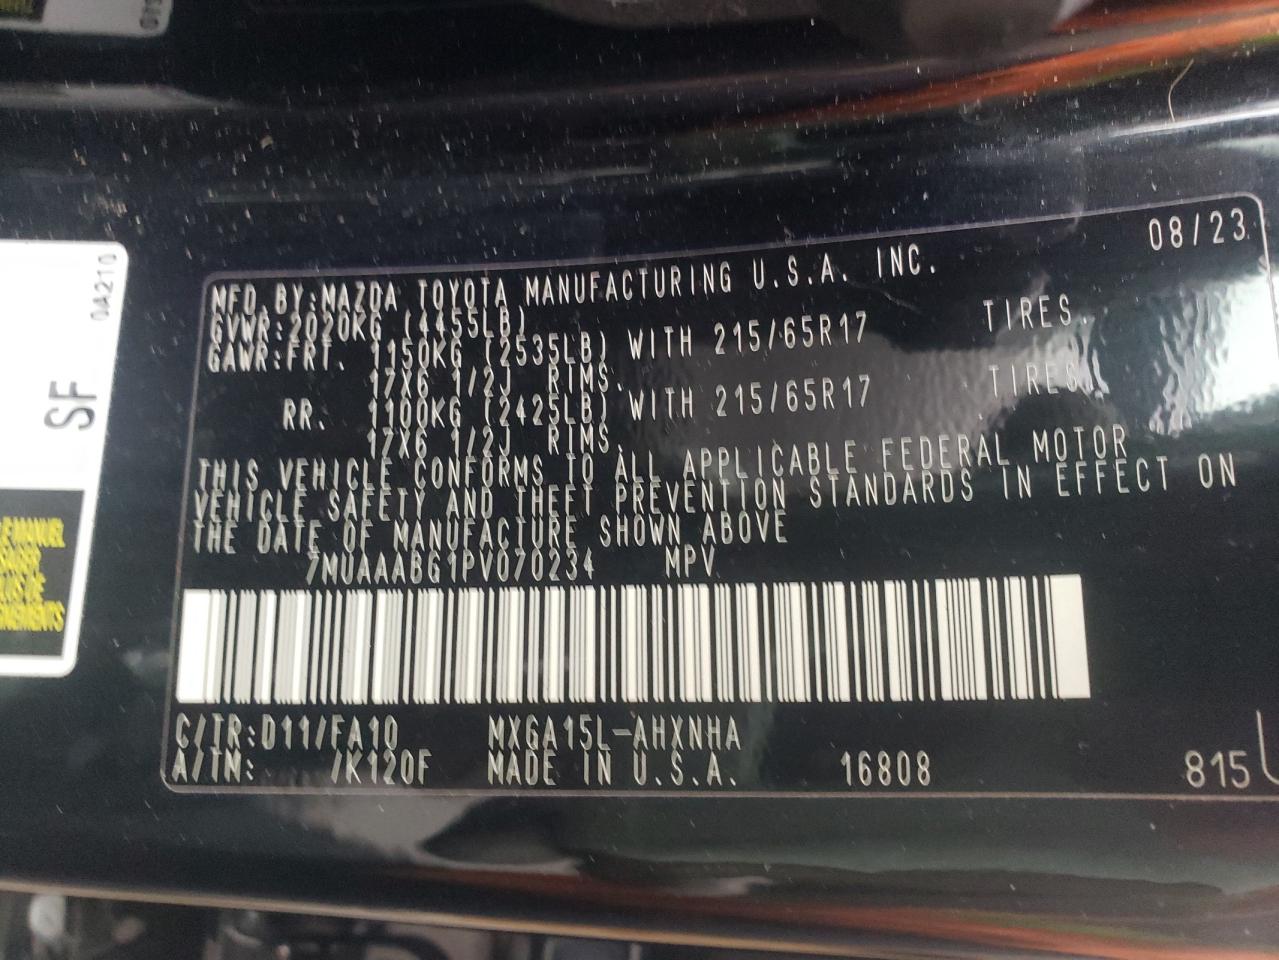 08/23
MFD.BY:MAZDA TOYOTA MANUFACTURING U.S.A. INC.
GVWR:2020KG (4455LB)
GAWR:FRT. 1150KG (2535LB) WITH 215/65R17 TIRES.
17X6 1/2J RIMS.
RR. 1100KG (2425LB) WITH 215/65R17 TIRES.
17X6 1/2J RIMS.
THIS VEHICLE CONFORMS TO ALL APPLICABLE FEDERAL MOTOR
VEHICLE SAFETY AND THEFT PREVENTION STANDARDS IN EFFECT ON
THE DATE OF MANUFACTURE SHOWN ABOVE
7MUAAABG1PV070234 MPV
C/TR:D11/FA10 MXGA15L-AHXNHA
A/TM: /K120F MADE IN U.S.A. 16808 815
0A210
SF
E MANUEL